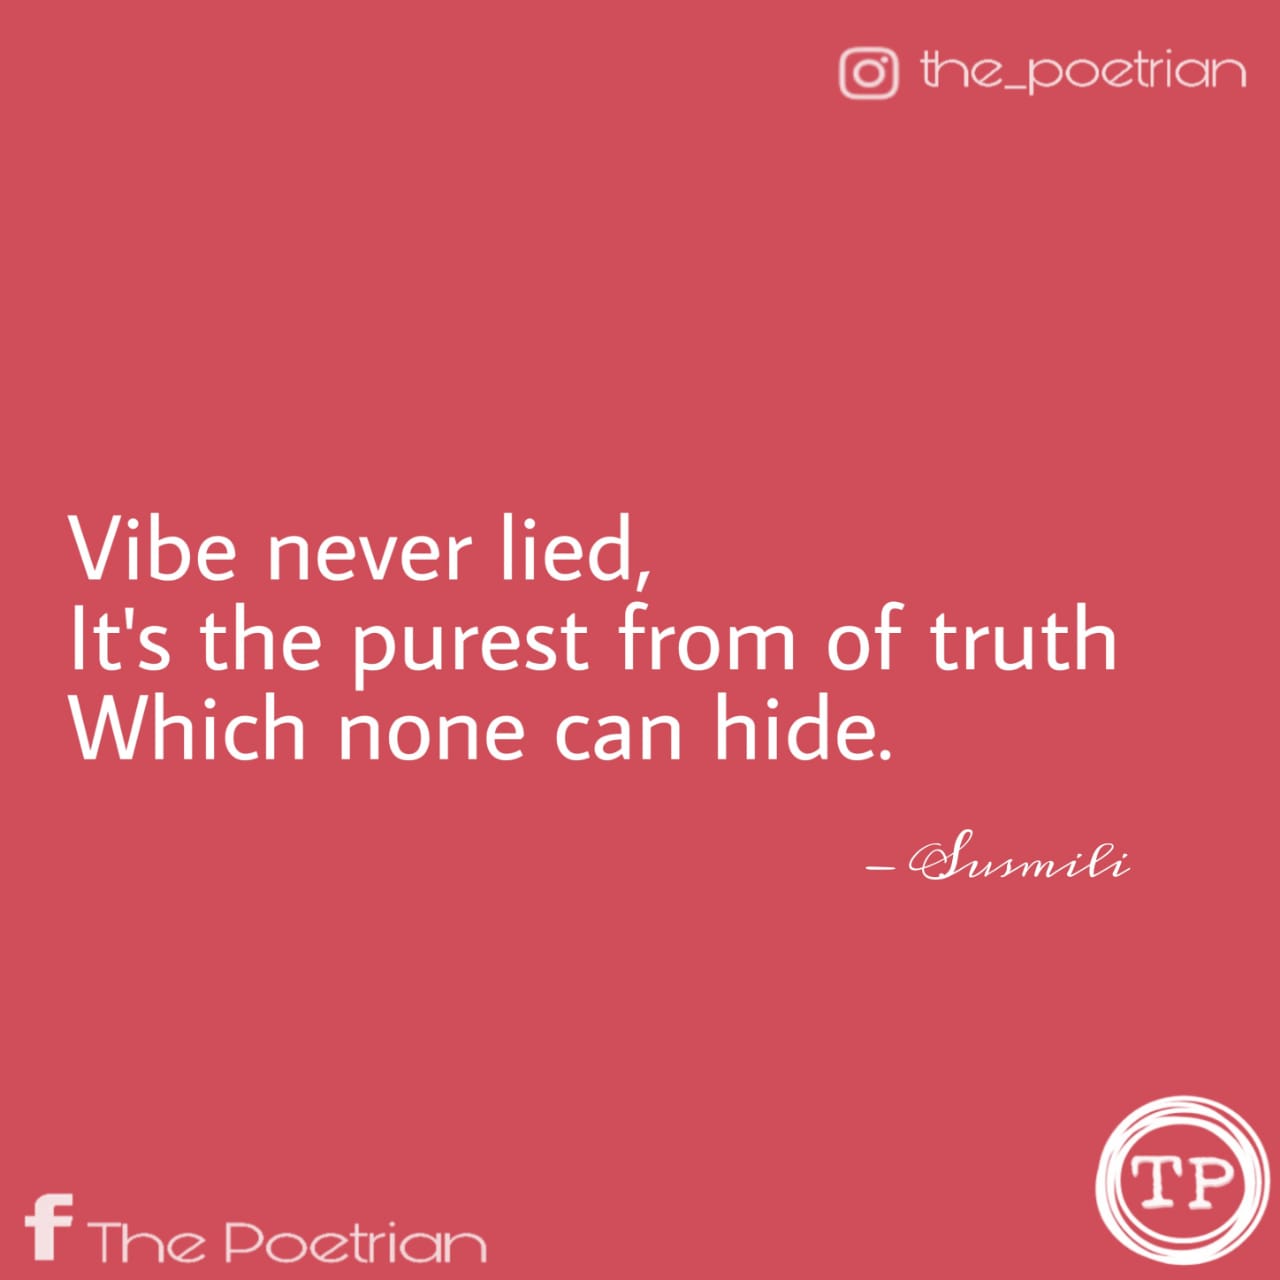 the_poetrian
Vibe never lied,
It's the purest from of truth
Which none can hide.
– Susmili
TP
f The Poetrian